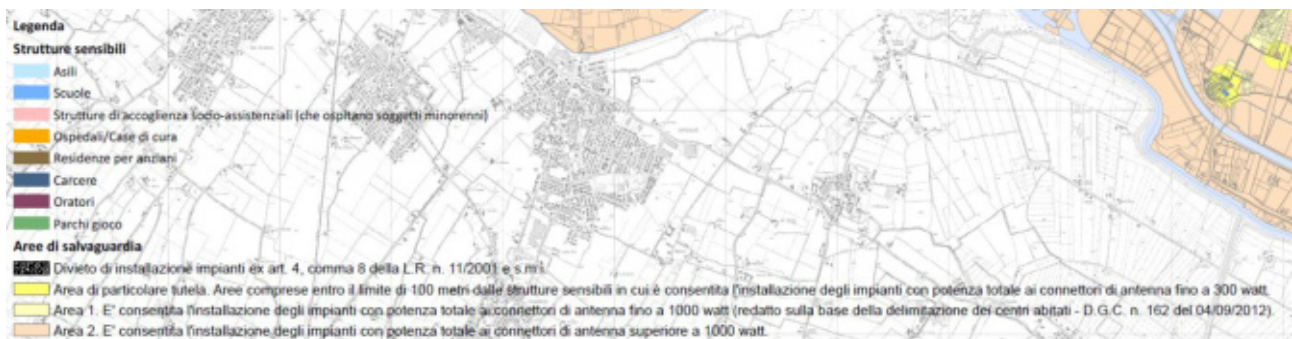 Legenda
Strutture sensibili
Asili
Scuole
Strutture di accoglienza socio-assistenziali (che ospitano soggetti minorenni)
Ospedali/Case di cura
Residenze per anziani
Carcere
Oratori
Parchi gioco
Aree di salvaguardia
Divieto di installazione impianti ex art. 4, comma 8 della L.R. n. 11/2001 e s.m.i.
Area di particolare tutela. Aree comprese entro il limite di 100 metri dalle strutture sensibili in cui è consentita l'installazione degli impianti con potenza totale ai connettori di antenna fino a 300 watt.
Area 1. E' consentita l'installazione degli impianti con potenza totale ai connettori di antenna fino a 1000 watt (redatto sulla base della delimitazione dei centri abitati - D.G.C. n. 162 del 04/09/2012).
Area 2. E' consentita l'installazione degli impianti con potenza totale ai connettori di antenna superiore a 1000 watt.